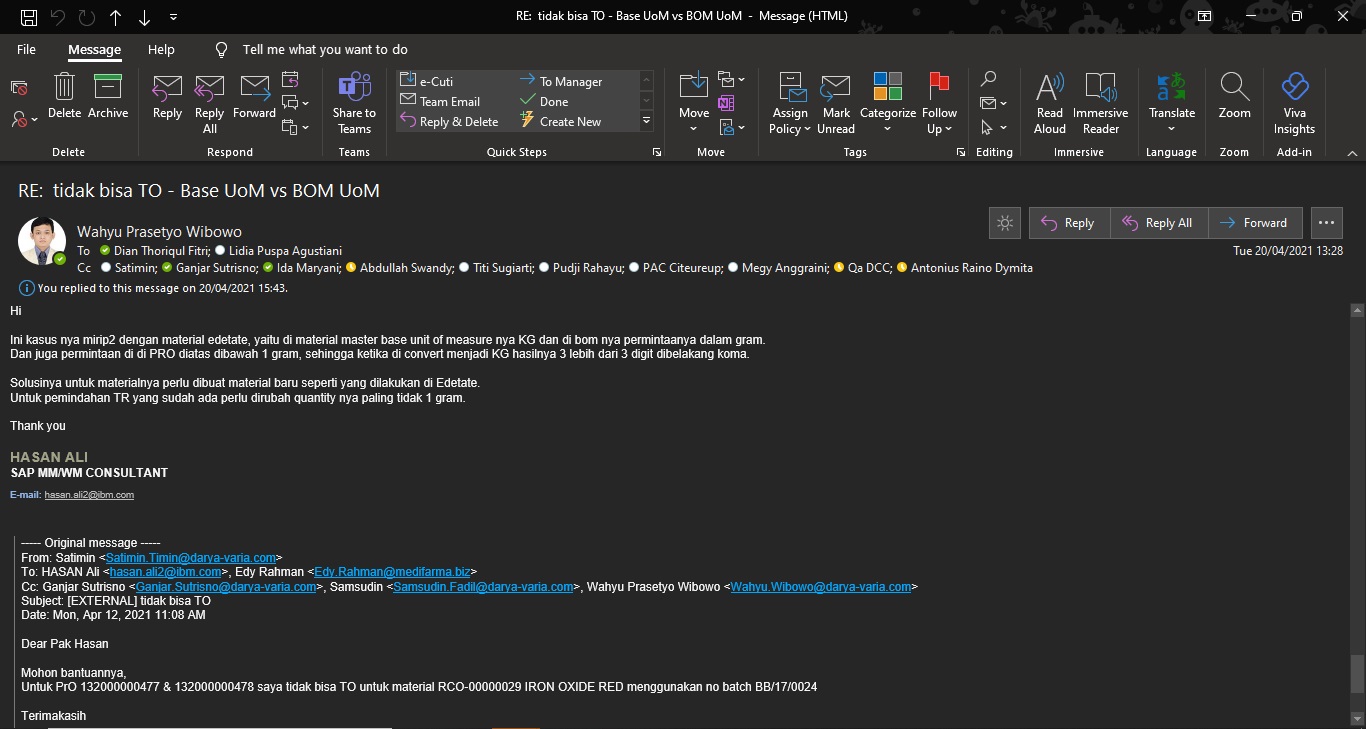 RE:  tidak bisa TO - Base UoM vs BOM UoM  -  Message (HTML)
File
Message
Help
Tell me what you want to do
Delete
Archive
Reply
Reply All
Forward
Share to Teams
e-Cuti
To Manager
Team Email
Done
Reply & Delete
Create New
Move
Assign Policy
Mark Unread
Categorize
Follow Up
Read Aloud
Immersive Reader
Translate
Zoom
Viva Insights
Delete
Respond
Teams
Quick Steps
Move
Tags
Editing
Immersive
Language
Zoom
Add-in
RE:  tidak bisa TO - Base UoM vs BOM UoM
Wahyu Prasetyo Wibowo
Reply
Reply All
Forward
To Dian Thoriqul Fitri; Lidia Puspa Agustiani
Tue 20/04/2021 13:28
Cc Satimin; Ganjar Sutrisno; Ida Maryani; Abdullah Swandy; Titi Sugiarti; Pudji Rahayu; PAC Citeureup; Megy Anggraini; Qa DCC; Antonius Raino Dymita
You replied to this message on 20/04/2021 15:43.
Hi
Ini kasus nya mirip2 dengan material edetate, yaitu di material master base unit of measure nya KG dan di bom nya permintaanya dalam gram.
Dan juga permintaan di di PRO diatas dibawah 1 gram, sehingga ketika di convert menjadi KG hasilnya 3 lebih dari 3 digit dibelakang koma.
Solusinya untuk materialnya perlu dibuat material baru seperti yang dilakukan di Edetate.
Untuk pemindahan TR yang sudah ada perlu dirubah quantity nya paling tidak 1 gram.
Thank you
HASAN ALI
SAP MM/WM CONSULTANT
E-mail: hasan.ali2@ibm.com
----- Original message -----
From: Satimin <Satimin.Timin@darya-varia.com>
To: HASAN Ali <hasan.ali2@ibm.com>, Edy Rahman <Edy.Rahman@medifarma.biz>
Cc: Ganjar Sutrisno <Ganjar.Sutrisno@darya-varia.com>, Samsudin <Samsudin.Fadil@darya-varia.com>, Wahyu Prasetyo Wibowo <Wahyu.Wibowo@darya-varia.com>
Subject: [EXTERNAL] tidak bisa TO
Date: Mon, Apr 12, 2021 11:08 AM
Dear Pak Hasan
Mohon bantuannya,
Untuk PrO 132000000477 & 132000000478 saya tidak bisa TO untuk material RCO-00000029 IRON OXIDE RED menggunakan no batch BB/17/0024
Terimakasih